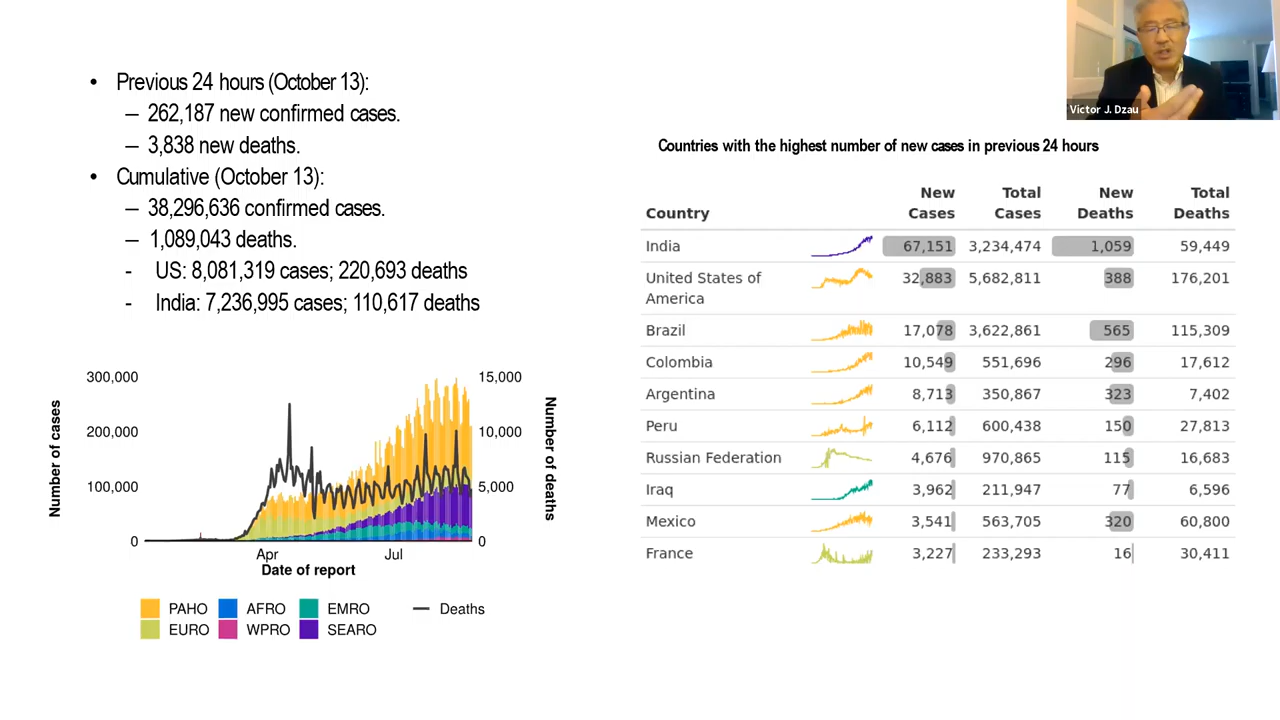 • Previous 24 hours (October 13):
– 262,187 new confirmed cases.
– 3,838 new deaths.
• Cumulative (October 13):
– 38,296,636 confirmed cases.
– 1,089,043 deaths.
- US: 8,081,319 cases; 220,693 deaths
- India: 7,236,995 cases; 110,617 deaths
300,000
200,000
100,000
0
Number of cases
15,000
10,000
5,000
0
Number of deaths
Apr
Jul
Date of report
PAHO AFRO EMRO Deaths
EURO WPRO SEARO
Victor J. Dzau
Countries with the highest number of new cases in previous 24 hours
New Total New Total
Country Cases Cases Deaths Deaths
India 67,151 3,234,474 1,059 59,449
United States of 32,883 5,682,811 388 176,201
America
Brazil 17,078 3,622,861 565 115,309
Colombia 10,549 551,696 296 17,612
Argentina 8,713 350,867 323 7,402
Peru 6,112 600,438 150 27,813
Russian Federation 4,676 970,865 115 16,683
Iraq 3,962 211,947 77 6,596
Mexico 3,541 563,705 320 60,800
France 3,227 233,293 16 30,411